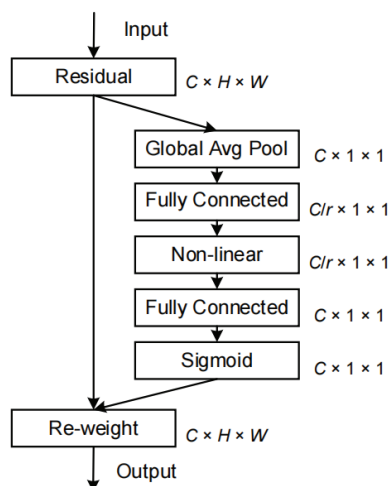 Input
Residual
C × H × W
Global Avg Pool
C × 1 × 1
Fully Connected
C/r × 1 × 1
Non-linear
C/r × 1 × 1
Fully Connected
C × 1 × 1
Sigmoid
C × 1 × 1
Re-weight
C × H × W
Output